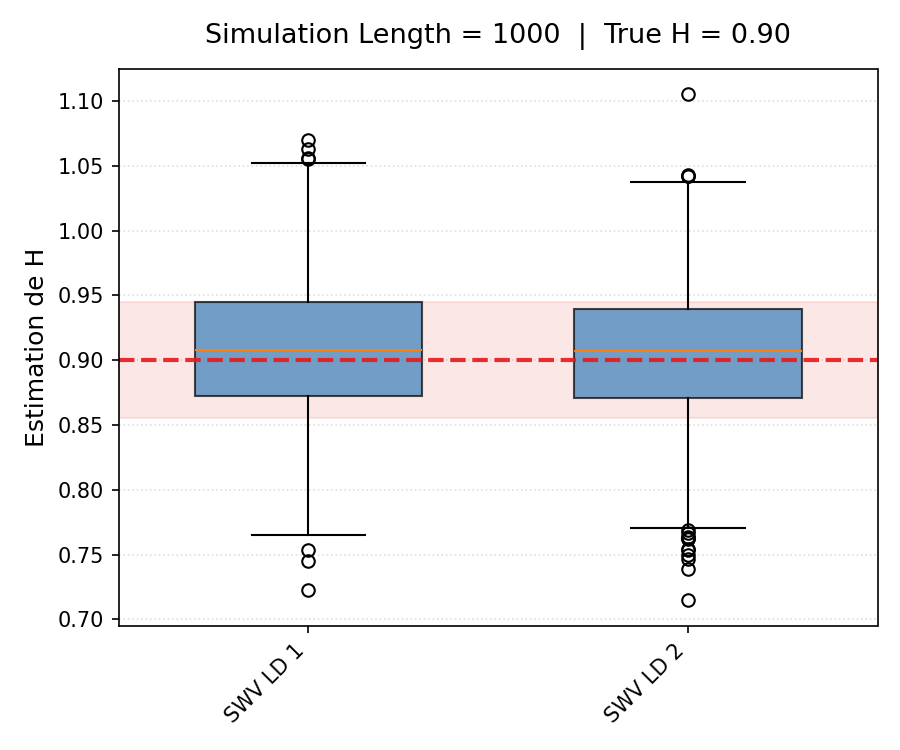 Simulation Length = 1000 | True H = 0.90
Estimation de H
1.10
1.05
1.00
0.95
0.90
0.85
0.80
0.75
0.70
SWV LD 1
SWV LD 2